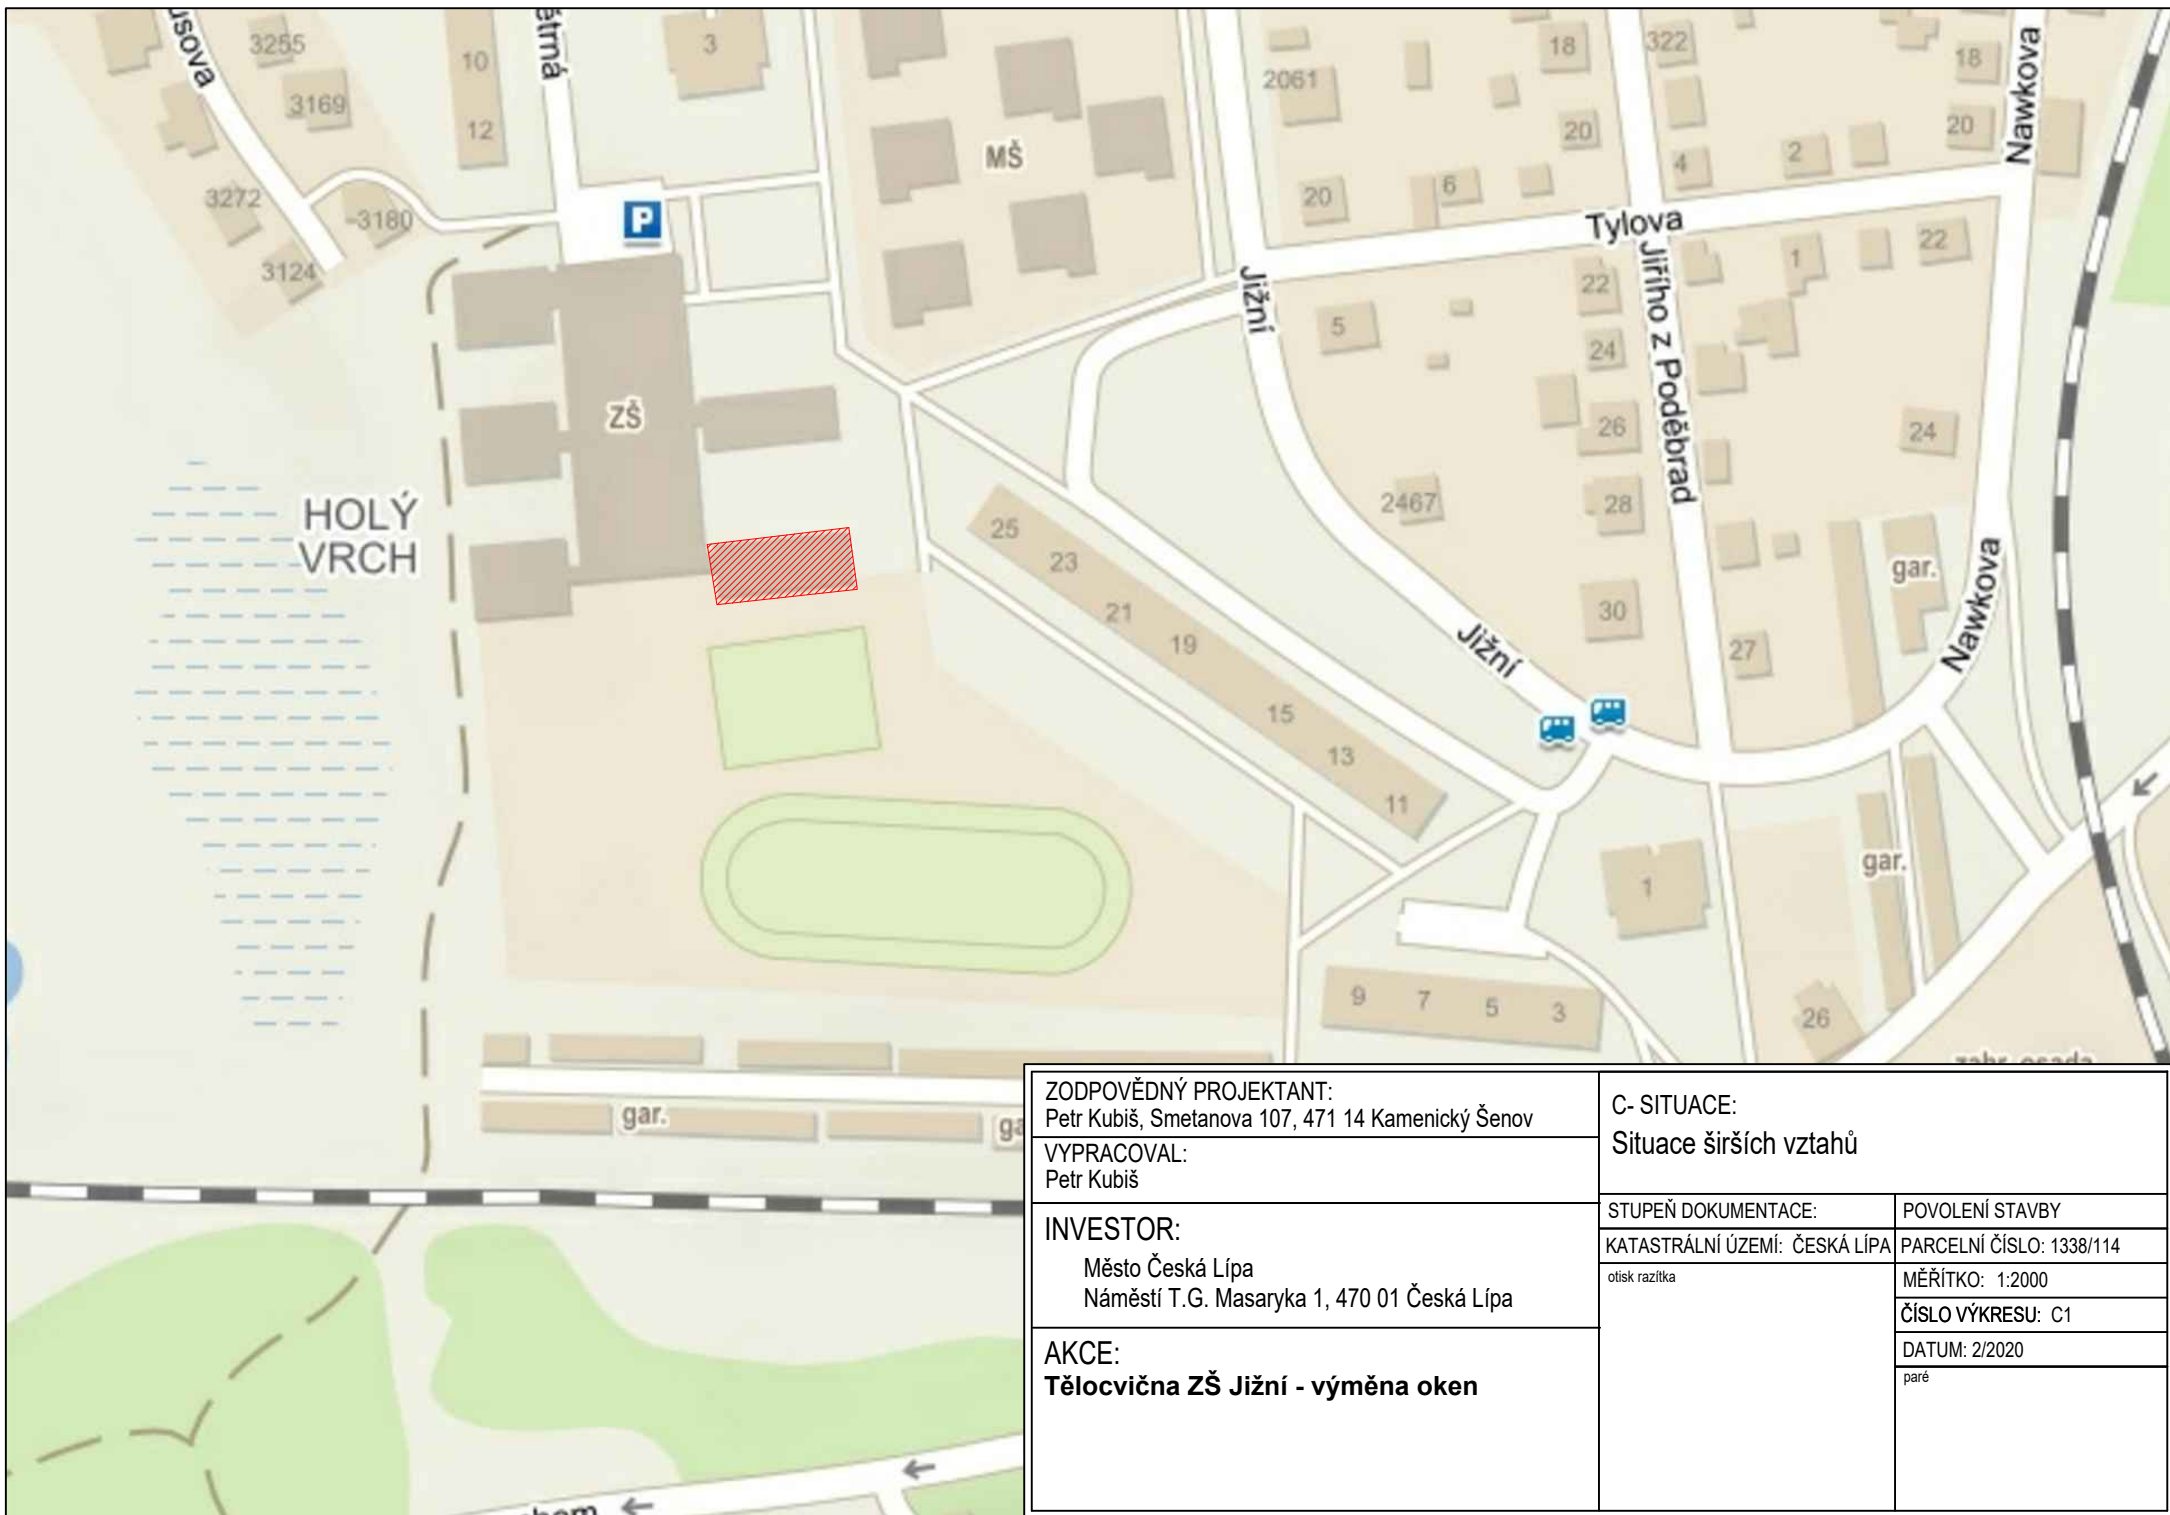 3255
3169
3272
3180
3124
10
12
3
MŠ
2061
18
322
18
Nawkova
20
4
2
20
20
6
Tylova
Jižní
Jiřího z Poděbrad
1
22
22
5
24
ZŠ
26
24
HOLÝ
VRCH
2467
28
25
23
gar.
Nawkova
21
30
19
Jižní
27
15
13
11
gar.
1
9
7
5
3
26
gar.
ZODPOVĚDNÝ PROJEKTANT:
Petr Kubiš, Smetanova 107, 471 14 Kamenický Šenov
VYPRACOVAL:
Petr Kubiš
INVESTOR:
Město Česká Lípa
Náměstí T.G. Masaryka 1, 470 01 Česká Lípa
AKCE:
Tělocvična ZŠ Jižní - výměna oken
C- SITUACE:
Situace širších vztahů
STUPEŇ DOKUMENTACE:
POVOLENÍ STAVBY
KATASTRÁLNÍ ÚZEMÍ: ČESKÁ LÍPA
PARCELNÍ ČÍSLO: 1338/114
otisk razítka
MĚŘÍTKO: 1:2000
ČÍSLO VÝKRESU: C1
DATUM: 2/2020
paré